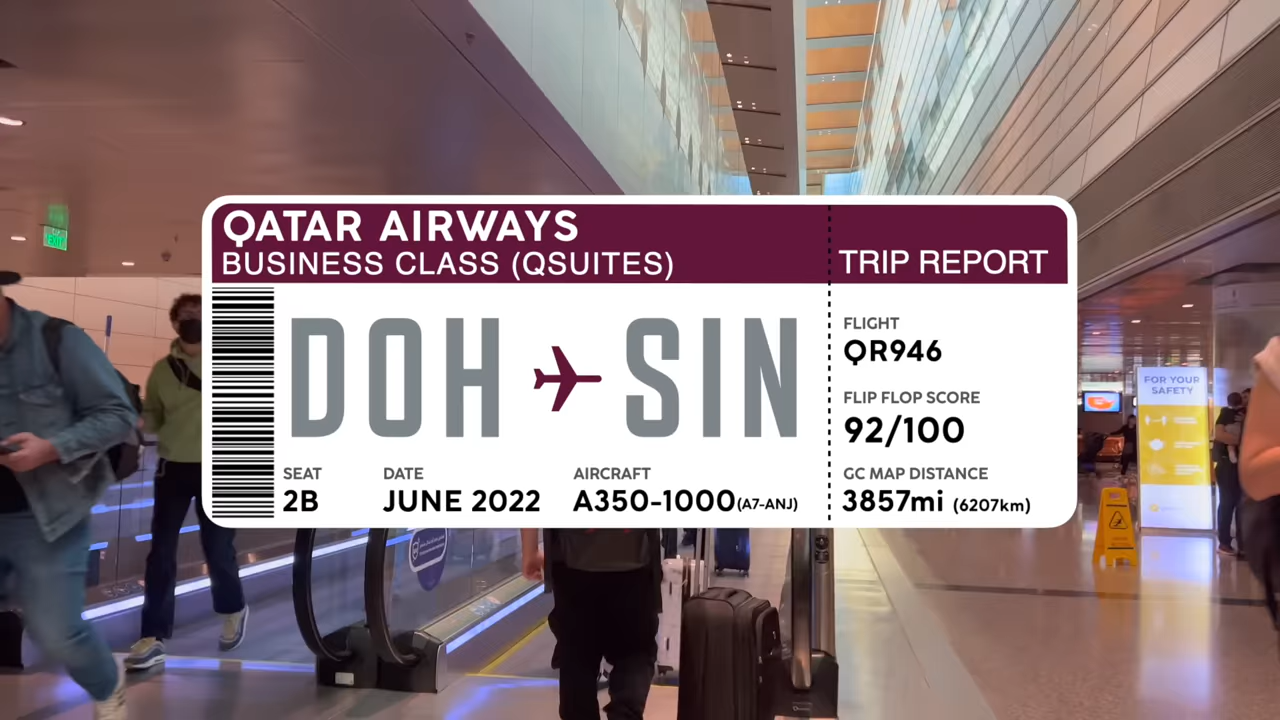 QATAR AIRWAYS
BUSINESS CLASS (QSUITES)
TRIP REPORT
DOH SIN
SEAT
2B
DATE
JUNE 2022
AIRCRAFT
A350-1000(A7-ANJ)
FLIGHT
QR946
FLIP FLOP SCORE
92/100
GC MAP DISTANCE
3857mi (6207km)
EXIT
FOR YOUR
SAFETY